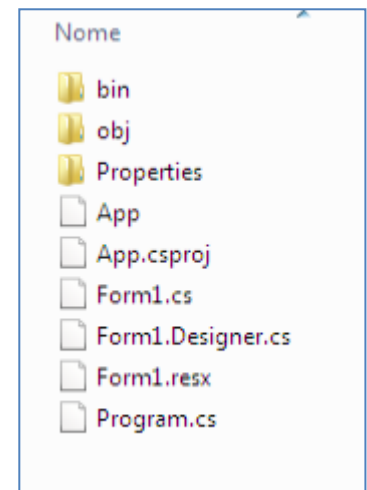 Nome
bin
obj
Properties
App
App.csproj
Form1.cs
Form1.Designer.cs
Form1.resx
Program.cs